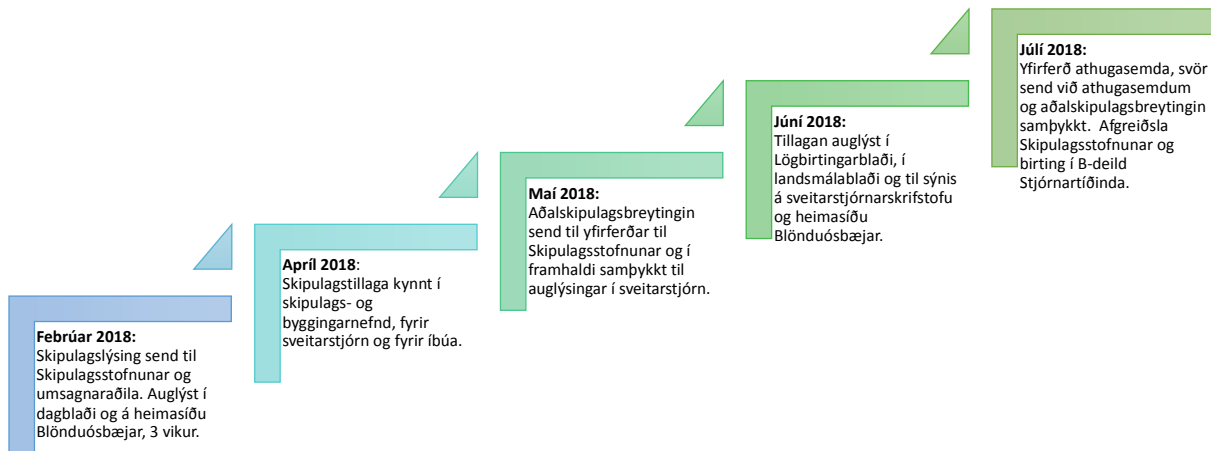 Febrúar 2018:
Skipulagslýsing send til
Skipulagsstofnunar og
umsagnaraðila. Auglýst í
dagblaði og á heimasíðu
Blönduósbæjar, 3 vikur.
Apríl 2018:
Skipulagstillaga kynnt í
skipulags- og
byggingarnefnd, fyrir
sveitarstjórn og fyrir íbúa.
Maí 2018:
Aðalskipulagsbreytingin
send til yfirferðar til
Skipulagsstofnunar og í
framhaldi samþykkt til
auglýsingar í sveitarstjórn.
Júní 2018:
Tillagan auglýst í
Lögbirtingarblaði, í
landsmálablaði og til sýnis
á sveitarstjórnarskrifstofu
og heimasíðu
Blönduósbæjar.
Júlí 2018:
Yfirferð athugasemda, svör
send við athugasemdum
og aðalskipulagsbreytingin
samþykkt. Afgreiðsla
Skipulagsstofnunar og
birting í B-deild
Stjórnartíðinda.